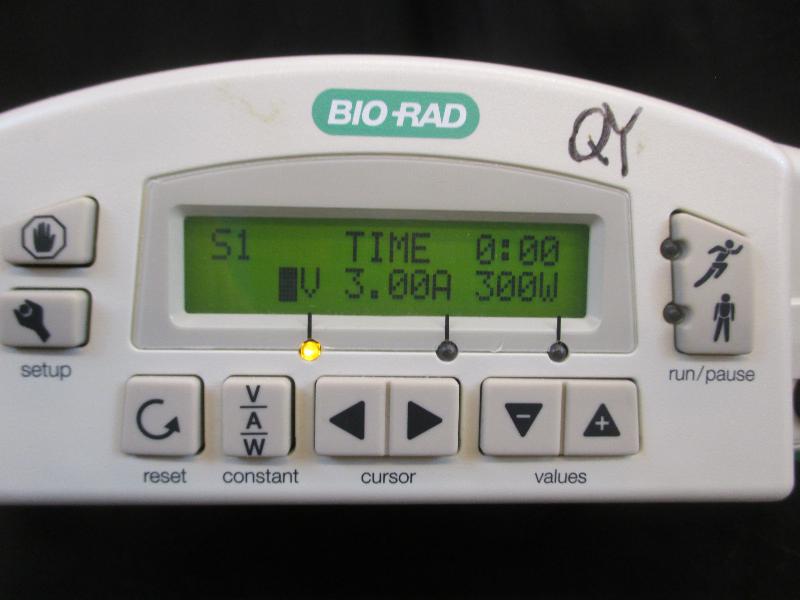 BIO-RAD
QY
S1 TIME 0:00
V 3.00A 300W
setup
run/pause
V
A
W
reset
constant
cursor
values